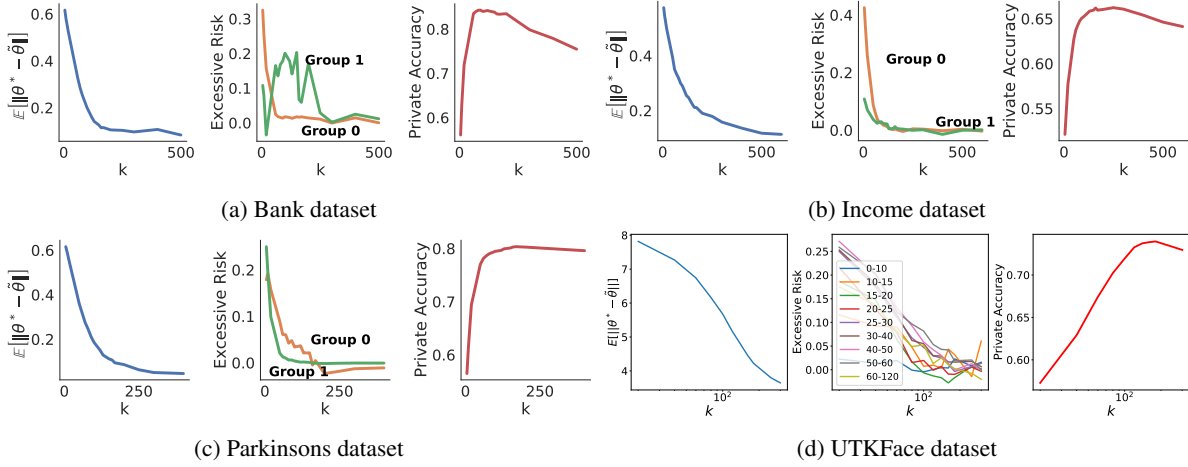 0.6
0.4
0.2
𝔼[‖θ* − θ̃‖]
0 500
k
0.3
0.2
0.1
0.0
Excessive Risk
Group 1
Group 0
0 500
k
0.8
0.7
0.6
Private Accuracy
0 500
k
(a) Bank dataset
0.4
0.2
𝔼[‖θ* − θ̃‖]
0 500
k
0.4
0.2
0.0
Excessive Risk
Group 0
Group 1
0 500
k
0.65
0.60
0.55
Private Accuracy
0 500
k
(b) Income dataset
0.6
0.4
0.2
𝔼[‖θ* − θ̃‖]
0 250
k
0.2
0.1
0.0
Excessive Risk
Group 0
Group 1
0 250
k
0.8
0.7
0.6
Private Accuracy
0 250
k
(c) Parkinsons dataset
8
7
6
5
4
E[||θ* − θ̃||]
10²
k
0.25
0.20
0.15
0.10
0.05
0.00
Excessive Risk
0-10
10-15
15-20
20-25
25-30
30-40
40-50
50-60
60-120
10²
k
0.70
0.65
0.60
Private Accuracy
10²
k
(d) UTKFace dataset